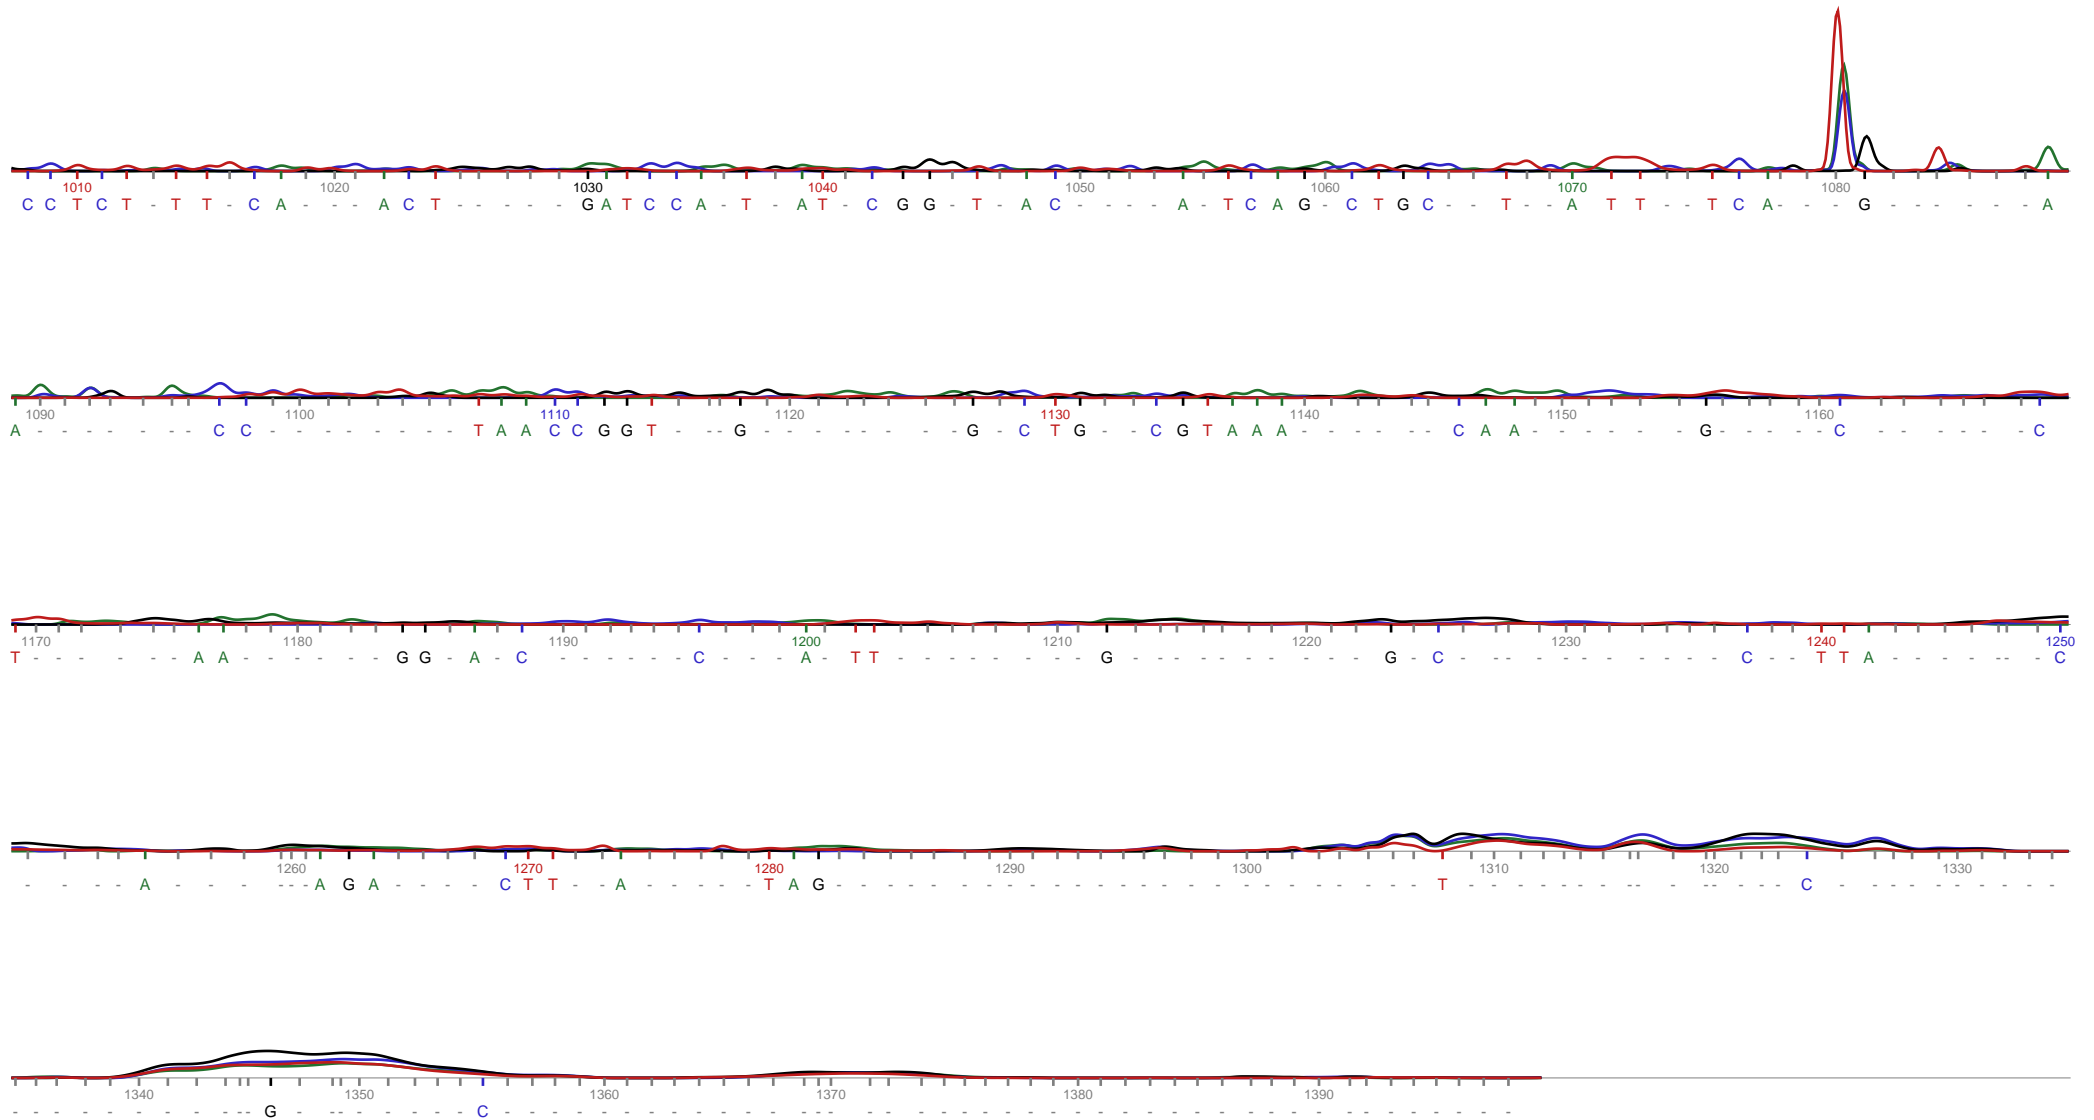 1010 1020 1030 1040 1050 1060 1070 1080
C C T C T - T T - C A - - - A C T - - - - - G A T C C A - T - A T - C G G - T - A C - - - - A - T C A G - C T G C - - T - - A T T - - T C A - - - G - - - - - - - A
1090 1100 1110 1120 1130 1140 1150 1160
A - - - - - - - C C - - - - - - - - T A A C C G G T - - - G - - - - - - - - G - C T G - - C G T A A A - - - - - - C A A - - - - - - - G - - - - - C - - - - - - C
1170 1180 1190 1200 1210 1220 1230 1240 1250
T - - - - - - - A A - - - - - - G G - A - C - - - - - - C - - - A - T T - - - - - - - - G - - - - - - - - - - G - C - - - - - - - - - - - C - - T T A - - - - - - - C
1260 1270 1280 1290 1300 1310 1320 1330
- - - - A - - - - - - - A G A - - - - C T T - - A - - - - - T A G - - - - - - - - - - - - - - - - - - - - - - - - - T - - - - - - - - - - - - - - - C - - - - - - - - -
1340 1350 1360 1370 1380 1390
- - - - - - - - - - - G - - - - - - - C - - - - - - - - - - - - - - - - - - - - - - - - - - - - - - - - - - - - - -